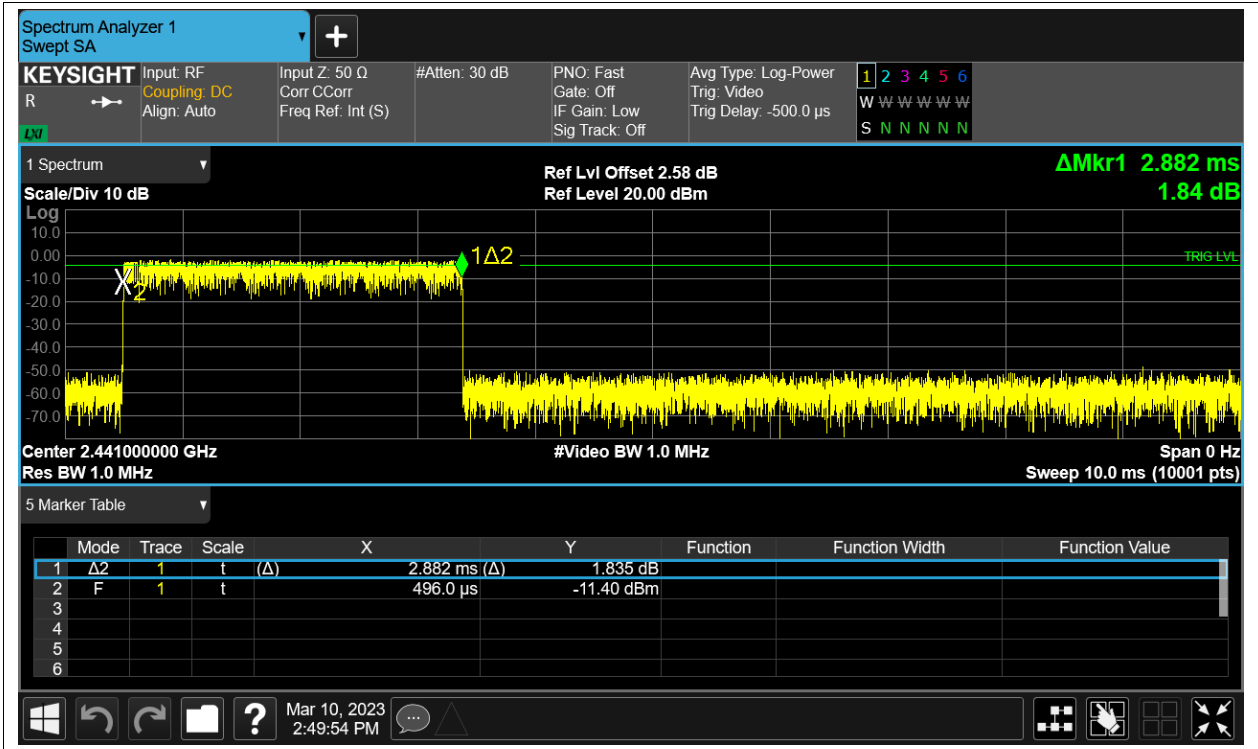 Spectrum Analyzer 1
Swept SA
+
KEYSIGHT Input: RF Input Z: 50 Ω #Atten: 30 dB PNO: Fast Avg Type: Log-Power 1 2 3 4 5 6
R Coupling: DC Corr CCorr Gate: Off Trig: Video W W W W W W
Align: Auto Freq Ref: Int (S) IF Gain: Low Trig Delay: -500.0 µs
LXI Sig Track: Off S N N N N N
1 Spectrum Ref Lvl Offset 2.58 dB ΔMkr1 2.882 ms
Scale/Div 10 dB Ref Level 20.00 dBm 1.84 dB
Log
10.0
0.00 1Δ2 TRIG LVL
-10.0
2
-20.0
-30.0
-40.0
-50.0
-60.0
-70.0
Center 2.441000000 GHz #Video BW 1.0 MHz Span 0 Hz
Res BW 1.0 MHz Sweep 10.0 ms (10001 pts)
5 Marker Table
Mode Trace Scale X Y Function Function Width Function Value
1 Δ2 1 t (Δ) 2.882 ms (Δ) 1.835 dB
2 F 1 t 496.0 µs -11.40 dBm
3
4
5
6
? Mar 10, 2023
2:49:54 PM